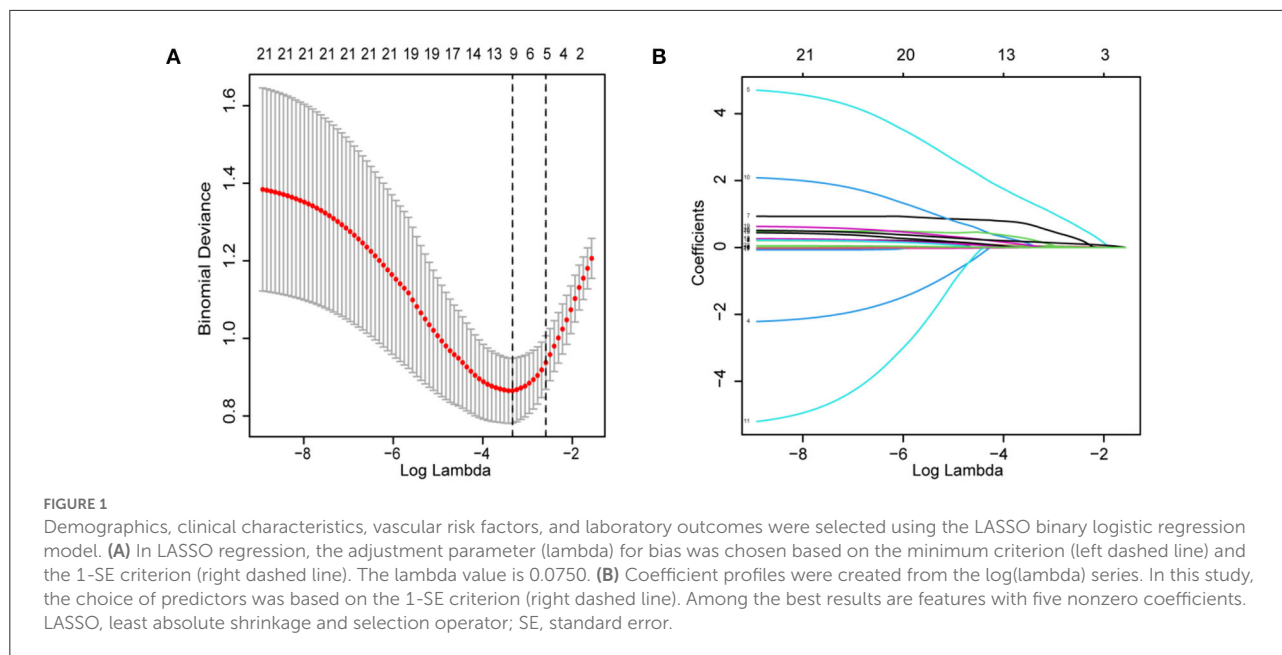 A
21 21 21 21 21 21 21 19 19 17 14 13 9 6 5 4 2
Binomial Deviance
1.6
1.4
1.2
1.0
0.8
−8 −6 −4 −2
Log Lambda
B
21 20 13 3
Coefficients
4
2
0
−2
−4
5
10
7
4
11
−8 −6 −4 −2
Log Lambda
FIGURE 1
Demographics, clinical characteristics, vascular risk factors, and laboratory outcomes were selected using the LASSO binary logistic regression
model. (A) In LASSO regression, the adjustment parameter (lambda) for bias was chosen based on the minimum criterion (left dashed line) and
the 1-SE criterion (right dashed line). The lambda value is 0.0750. (B) Coefficient profiles were created from the log(lambda) series. In this study,
the choice of predictors was based on the 1-SE criterion (right dashed line). Among the best results are features with five nonzero coefficients.
LASSO, least absolute shrinkage and selection operator; SE, standard error.